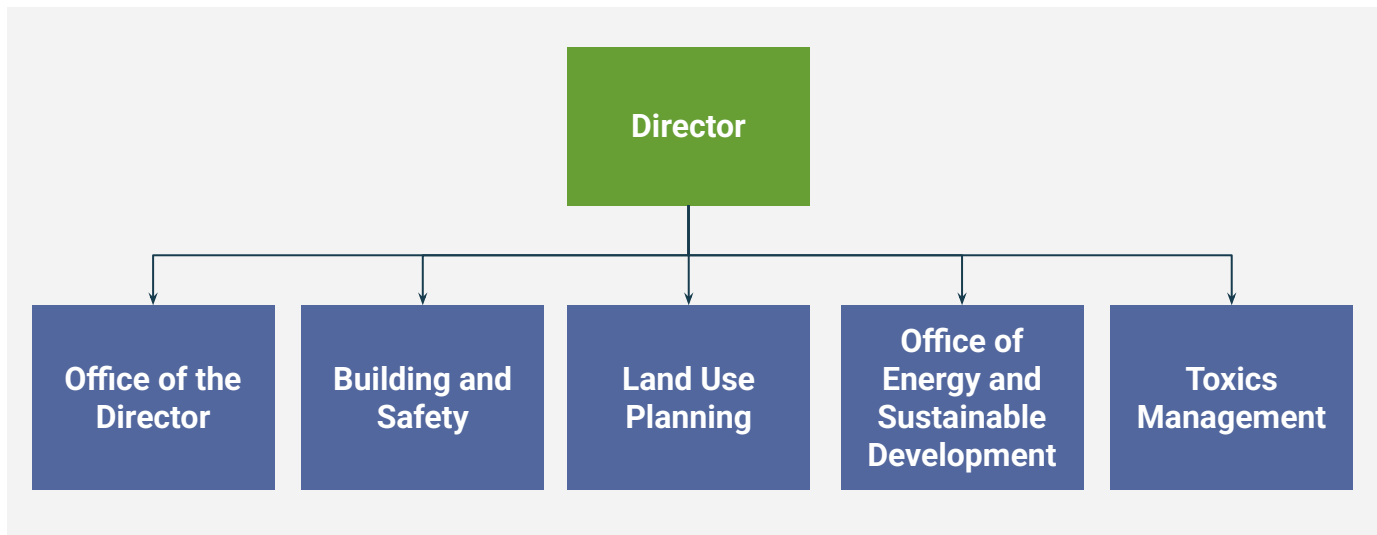 Director
Office of the
Director
Building and
Safety
Land Use
Planning
Office of
Energy and
Sustainable
Development
Toxics
Management